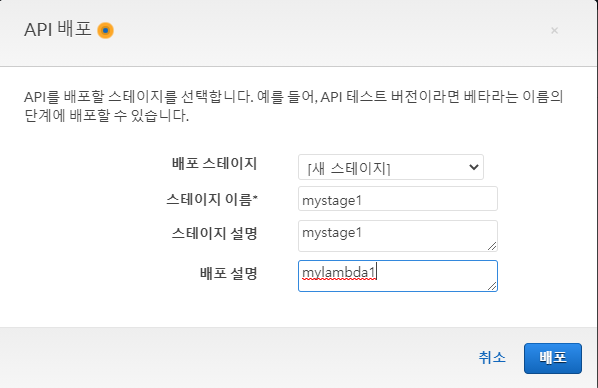 API 배포
×
API를 배포할 스테이지를 선택합니다. 예를 들어, API 테스트 버전이라면 베타라는 이름의
단계에 배포할 수 있습니다.
배포 스테이지 [새 스테이지]
스테이지 이름* mystage1
스테이지 설명 mystage1
배포 설명 mylambda1
취소 배포